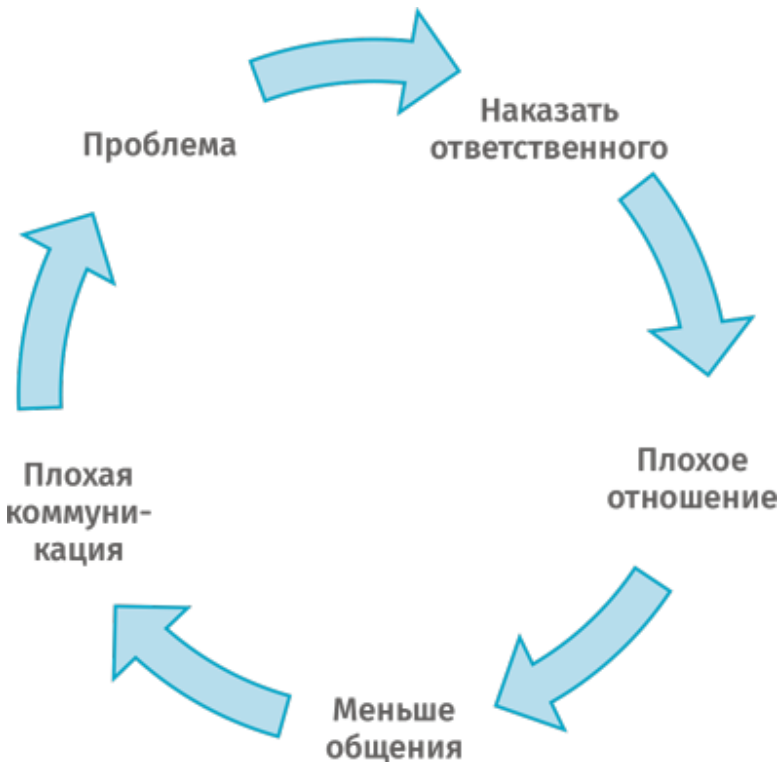 Проблема
Наказать
ответственного
Плохое
отношение
Меньше
общения
Плохая
коммуни-
кация